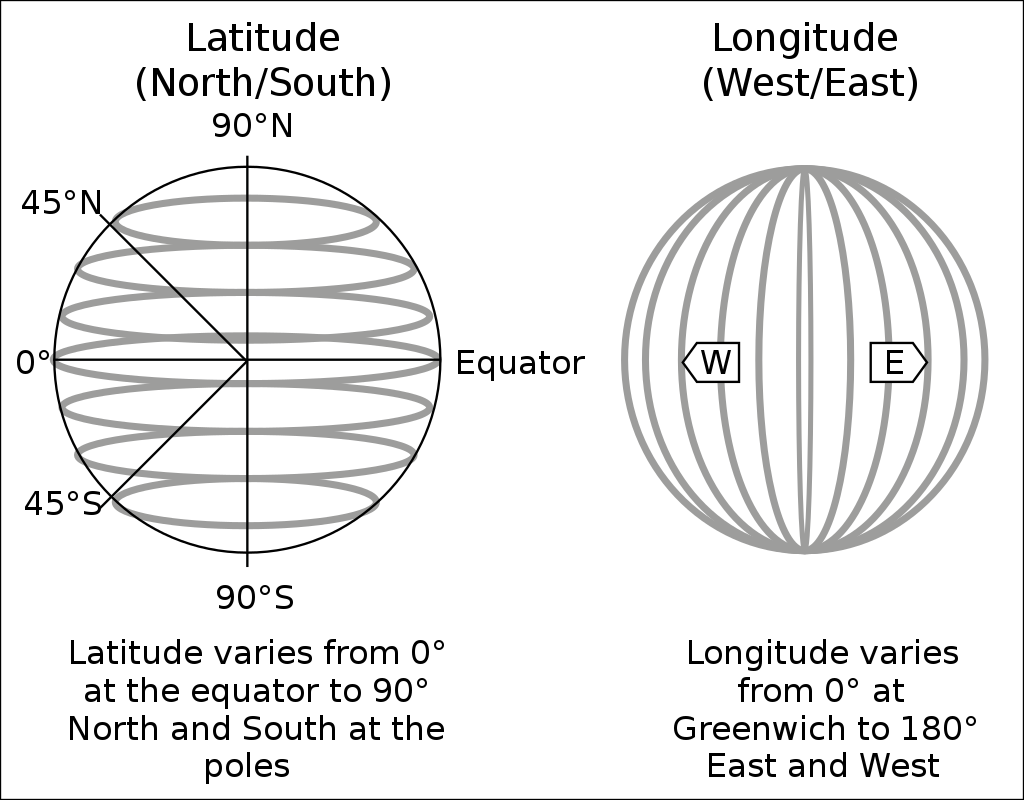 Latitude
(North/South)
90°N
45°N
0°
Equator
45°S
90°S
Latitude varies from 0°
at the equator to 90°
North and South at the
poles
Longitude
(West/East)
W
E
Longitude varies
from 0° at
Greenwich to 180°
East and West